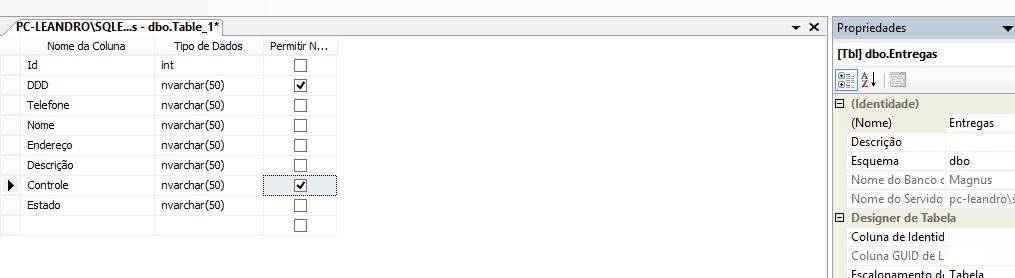 PC-LEANDRO\SQLE...s - dbo.Table_1*
Nome da Coluna Tipo de Dados Permitir N...
Id int
DDD nvarchar(50)
Telefone nvarchar(50)
Nome nvarchar(50)
Endereço nvarchar(50)
Descrição nvarchar(50)
Controle nvarchar(50)
Estado nvarchar(50)
Propriedades
[Tbl] dbo.Entregas
(Identidade)
(Nome) Entregas
Descrição
Esquema dbo
Nome do Banco d Magnus
Nome do Servido pc-leandro\s
Designer de Tabela
Coluna de Identid
Coluna GUID de L
Escalonamento de Tabela